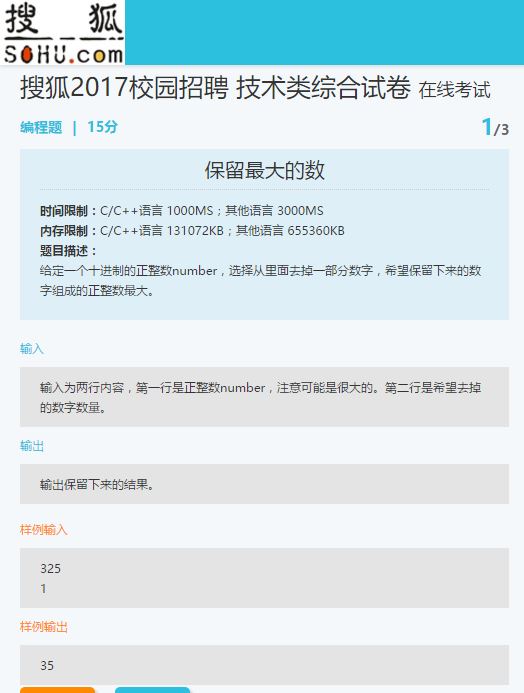 搜狐
SOHU.com
搜狐2017校园招聘 技术类综合试卷 在线考试
编程题 | 15分
1/3
保留最大的数
时间限制：C/C++语言 1000MS；其他语言 3000MS
内存限制：C/C++语言 131072KB；其他语言 655360KB
题目描述：
给定一个十进制的正整数number，选择从里面去掉一部分数字，希望保留下来的数
字组成的正整数最大。
输入
输入为两行内容，第一行是正整数number，注意可能是很大的。第二行是希望去掉
的数字数量。
输出
输出保留下来的结果。
样例输入
325
1
样例输出
35